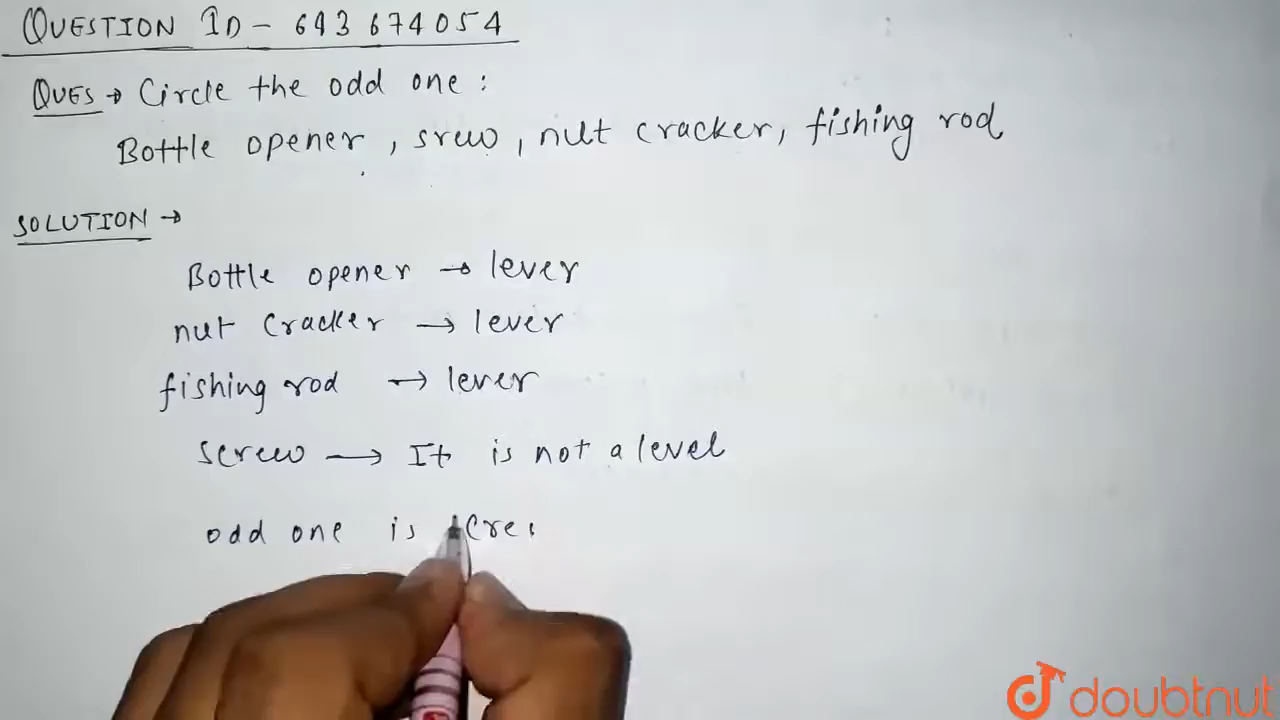 QUESTION ID - 643674054
QUES → Circle the odd one :
Bottle opener , srew , nut cracker, fishing rod
SOLUTION →
Bottle opener → lever
nut cracker → lever
fishing rod → lever
screw → It is not a level
odd one is
doubtnut